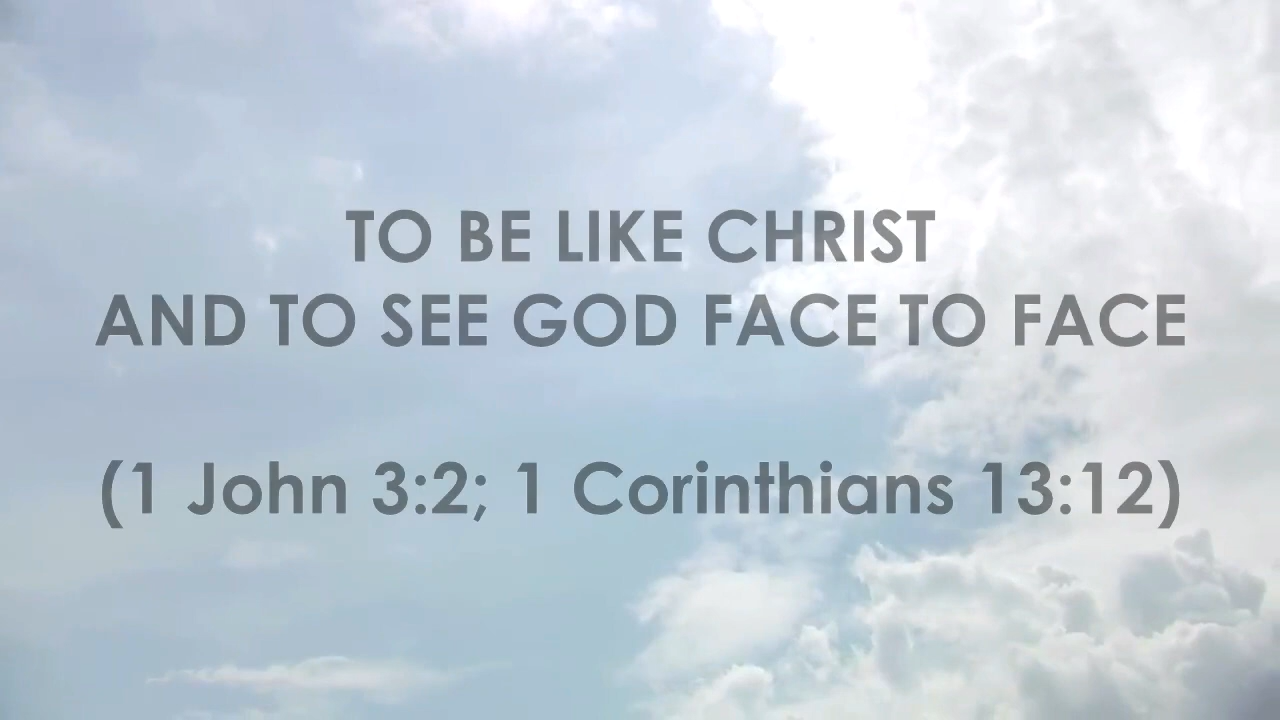 TO BE LIKE CHRIST
AND TO SEE GOD FACE TO FACE
(1 John 3:2; 1 Corinthians 13:12)